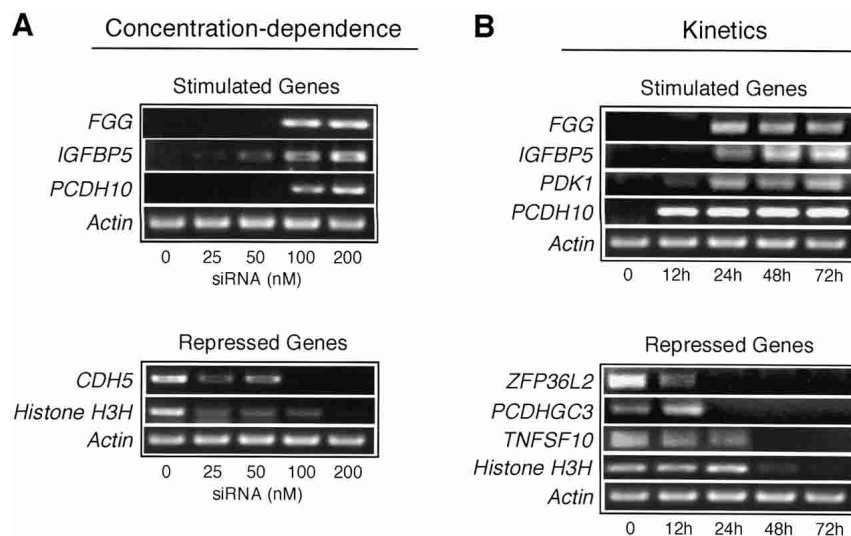 A
Concentration-dependence
Stimulated Genes
FGG
IGFBP5
PCDH10
Actin
0 25 50 100 200
siRNA (nM)
Repressed Genes
CDH5
Histone H3H
Actin
0 25 50 100 200
siRNA (nM)
B
Kinetics
Stimulated Genes
FGG
IGFBP5
PDK1
PCDH10
Actin
0 12h 24h 48h 72h
Repressed Genes
ZFP36L2
PCDHGC3
TNFSF10
Histone H3H
Actin
0 12h 24h 48h 72h